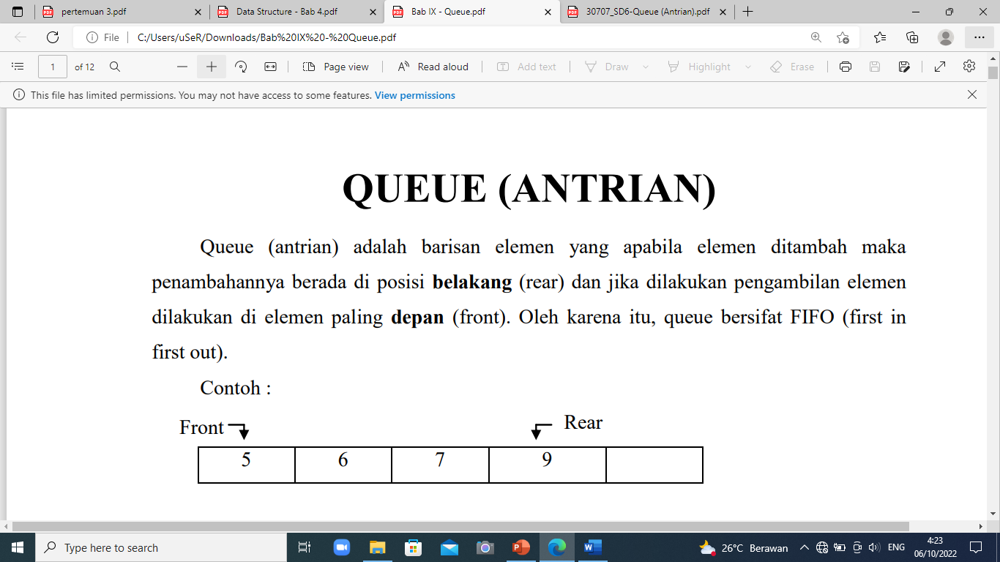 pertemuan 3.pdf
Data Structure - Bab 4.pdf
Bab IX - Queue.pdf
30707_SD6-Queue (Antrian).pdf
File
C:/Users/uSeR/Downloads/Bab%20IX%20-%20Queue.pdf
1 of 12
Page view
Read aloud
Add text
Draw
Highlight
Erase
This file has limited permissions. You may not have access to some features. View permissions
QUEUE (ANTRIAN)
Queue (antrian) adalah barisan elemen yang apabila elemen ditambah maka
penambahannya berada di posisi belakang (rear) dan jika dilakukan pengambilan elemen
dilakukan di elemen paling depan (front). Oleh karena itu, queue bersifat FIFO (first in
first out).
Contoh :
Front Rear
5 6 7 9
Type here to search
26°C Berawan
ENG
4:23
06/10/2022